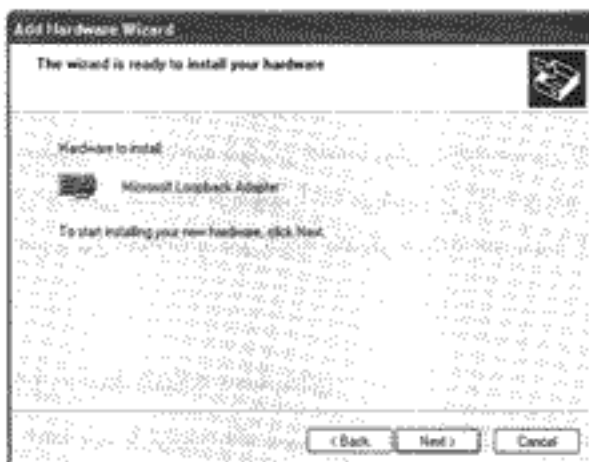 Add Hardware Wizard
The wizard is ready to install your hardware
Hardware to install:
Microsoft Loopback Adapter
To start installing your new hardware, click Next.
< Back
Next >
Cancel